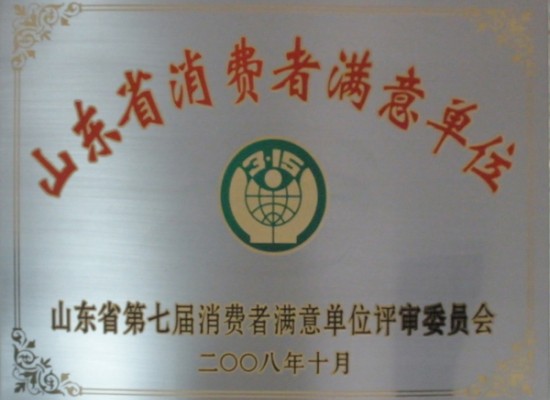 山东省消费者满意单位
3·15
山东省第七届消费者满意单位评审委员会
二〇〇八年十月